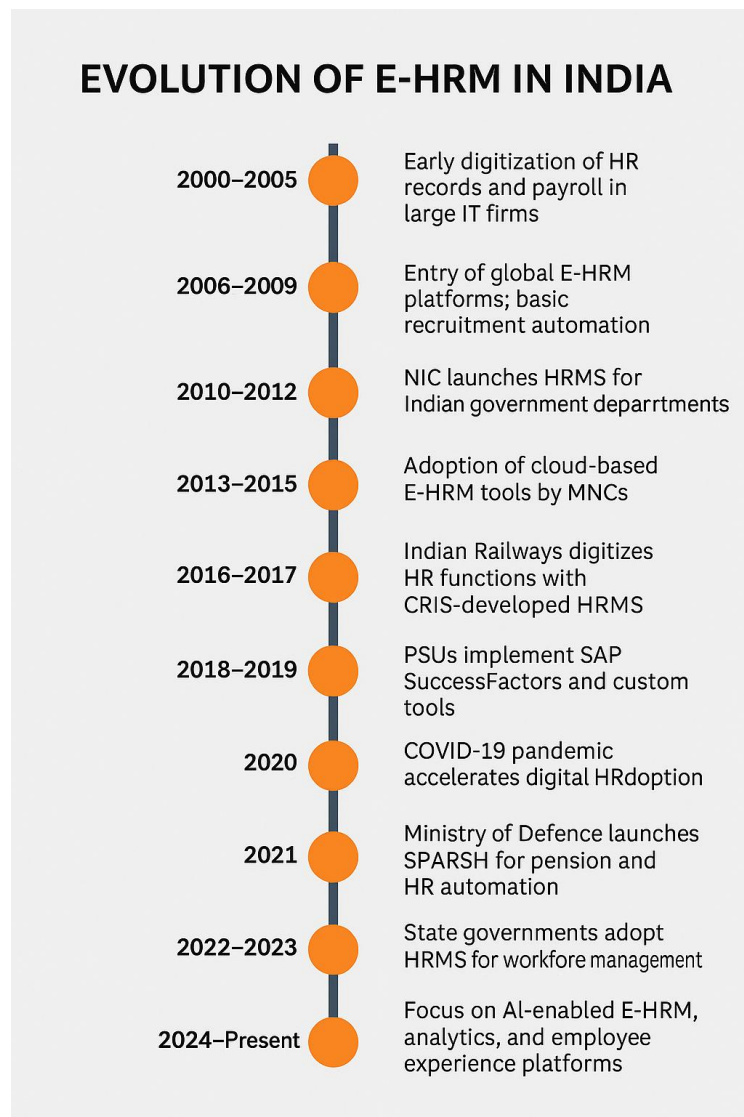 EVOLUTION OF E-HRM IN INDIA
2000–2005
Early digitization of HR
records and payroll in
large IT firms
2006–2009
Entry of global E-HRM
platforms; basic
recruitment automation
2010–2012
NIC launches HRMS for
Indian government deparrtments
2013–2015
Adoption of cloud-based
E-HRM tools by MNCs
2016–2017
Indian Railways digitizes
HR functions with
CRIS-developed HRMS
2018–2019
PSUs implement SAP
SuccessFactors and custom
tools
2020
COVID-19 pandemic
accelerates digital HRdoption
2021
Ministry of Defence launches
SPARSH for pension and
HR automation
2022–2023
State governments adopt
HRMS for workfore management
2024–Present
Focus on AI-enabled E-HRM,
analytics, and employee
experience platforms